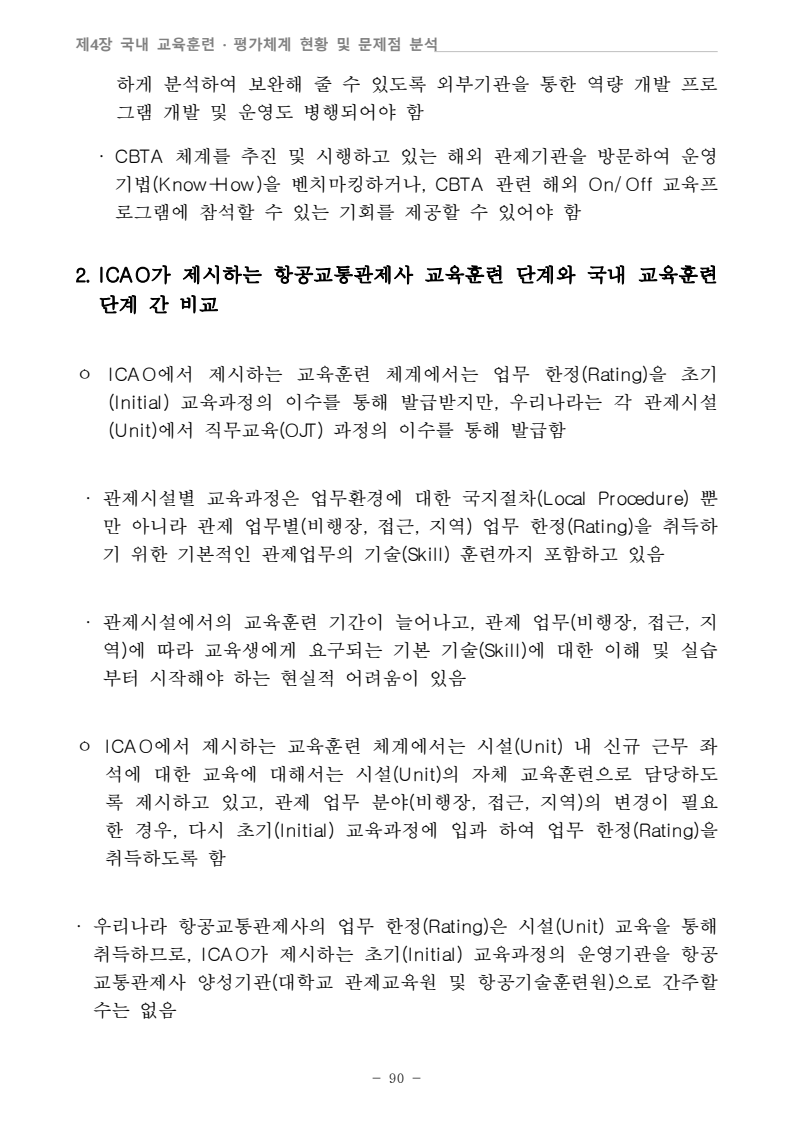 제4장 국내 교육훈련 · 평가체계 현황 및 문제점 분석
하게 분석하여 보완해 줄 수 있도록 외부기관을 통한 역량 개발 프로
그램 개발 및 운영도 병행되어야 함
· CBTA 체계를 추진 및 시행하고 있는 해외 관제기관을 방문하여 운영
기법(Know-How)을 벤치마킹하거나, CBTA 관련 해외 On/Off 교육프
로그램에 참석할 수 있는 기회를 제공할 수 있어야 함
2. ICAO가 제시하는 항공교통관제사 교육훈련 단계와 국내 교육훈련
단계 간 비교
○ ICAO에서 제시하는 교육훈련 체계에서는 업무 한정(Rating)을 초기
(Initial) 교육과정의 이수를 통해 발급받지만, 우리나라는 각 관제시설
(Unit)에서 직무교육(OJT) 과정의 이수를 통해 발급함
· 관제시설별 교육과정은 업무환경에 대한 국지절차(Local Procedure) 뿐
만 아니라 관제 업무별(비행장, 접근, 지역) 업무 한정(Rating)을 취득하
기 위한 기본적인 관제업무의 기술(Skill) 훈련까지 포함하고 있음
· 관제시설에서의 교육훈련 기간이 늘어나고, 관제 업무(비행장, 접근, 지
역)에 따라 교육생에게 요구되는 기본 기술(Skill)에 대한 이해 및 실습
부터 시작해야 하는 현실적 어려움이 있음
○ ICAO에서 제시하는 교육훈련 체계에서는 시설(Unit) 내 신규 근무 좌
석에 대한 교육에 대해서는 시설(Unit)의 자체 교육훈련으로 담당하도
록 제시하고 있고, 관제 업무 분야(비행장, 접근, 지역)의 변경이 필요
한 경우, 다시 초기(Initial) 교육과정에 입과 하여 업무 한정(Rating)을
취득하도록 함
· 우리나라 항공교통관제사의 업무 한정(Rating)은 시설(Unit) 교육을 통해
취득하므로, ICAO가 제시하는 초기(Initial) 교육과정의 운영기관을 항공
교통관제사 양성기관(대학교 관제교육원 및 항공기술훈련원)으로 간주할
수는 없음
- 90 -